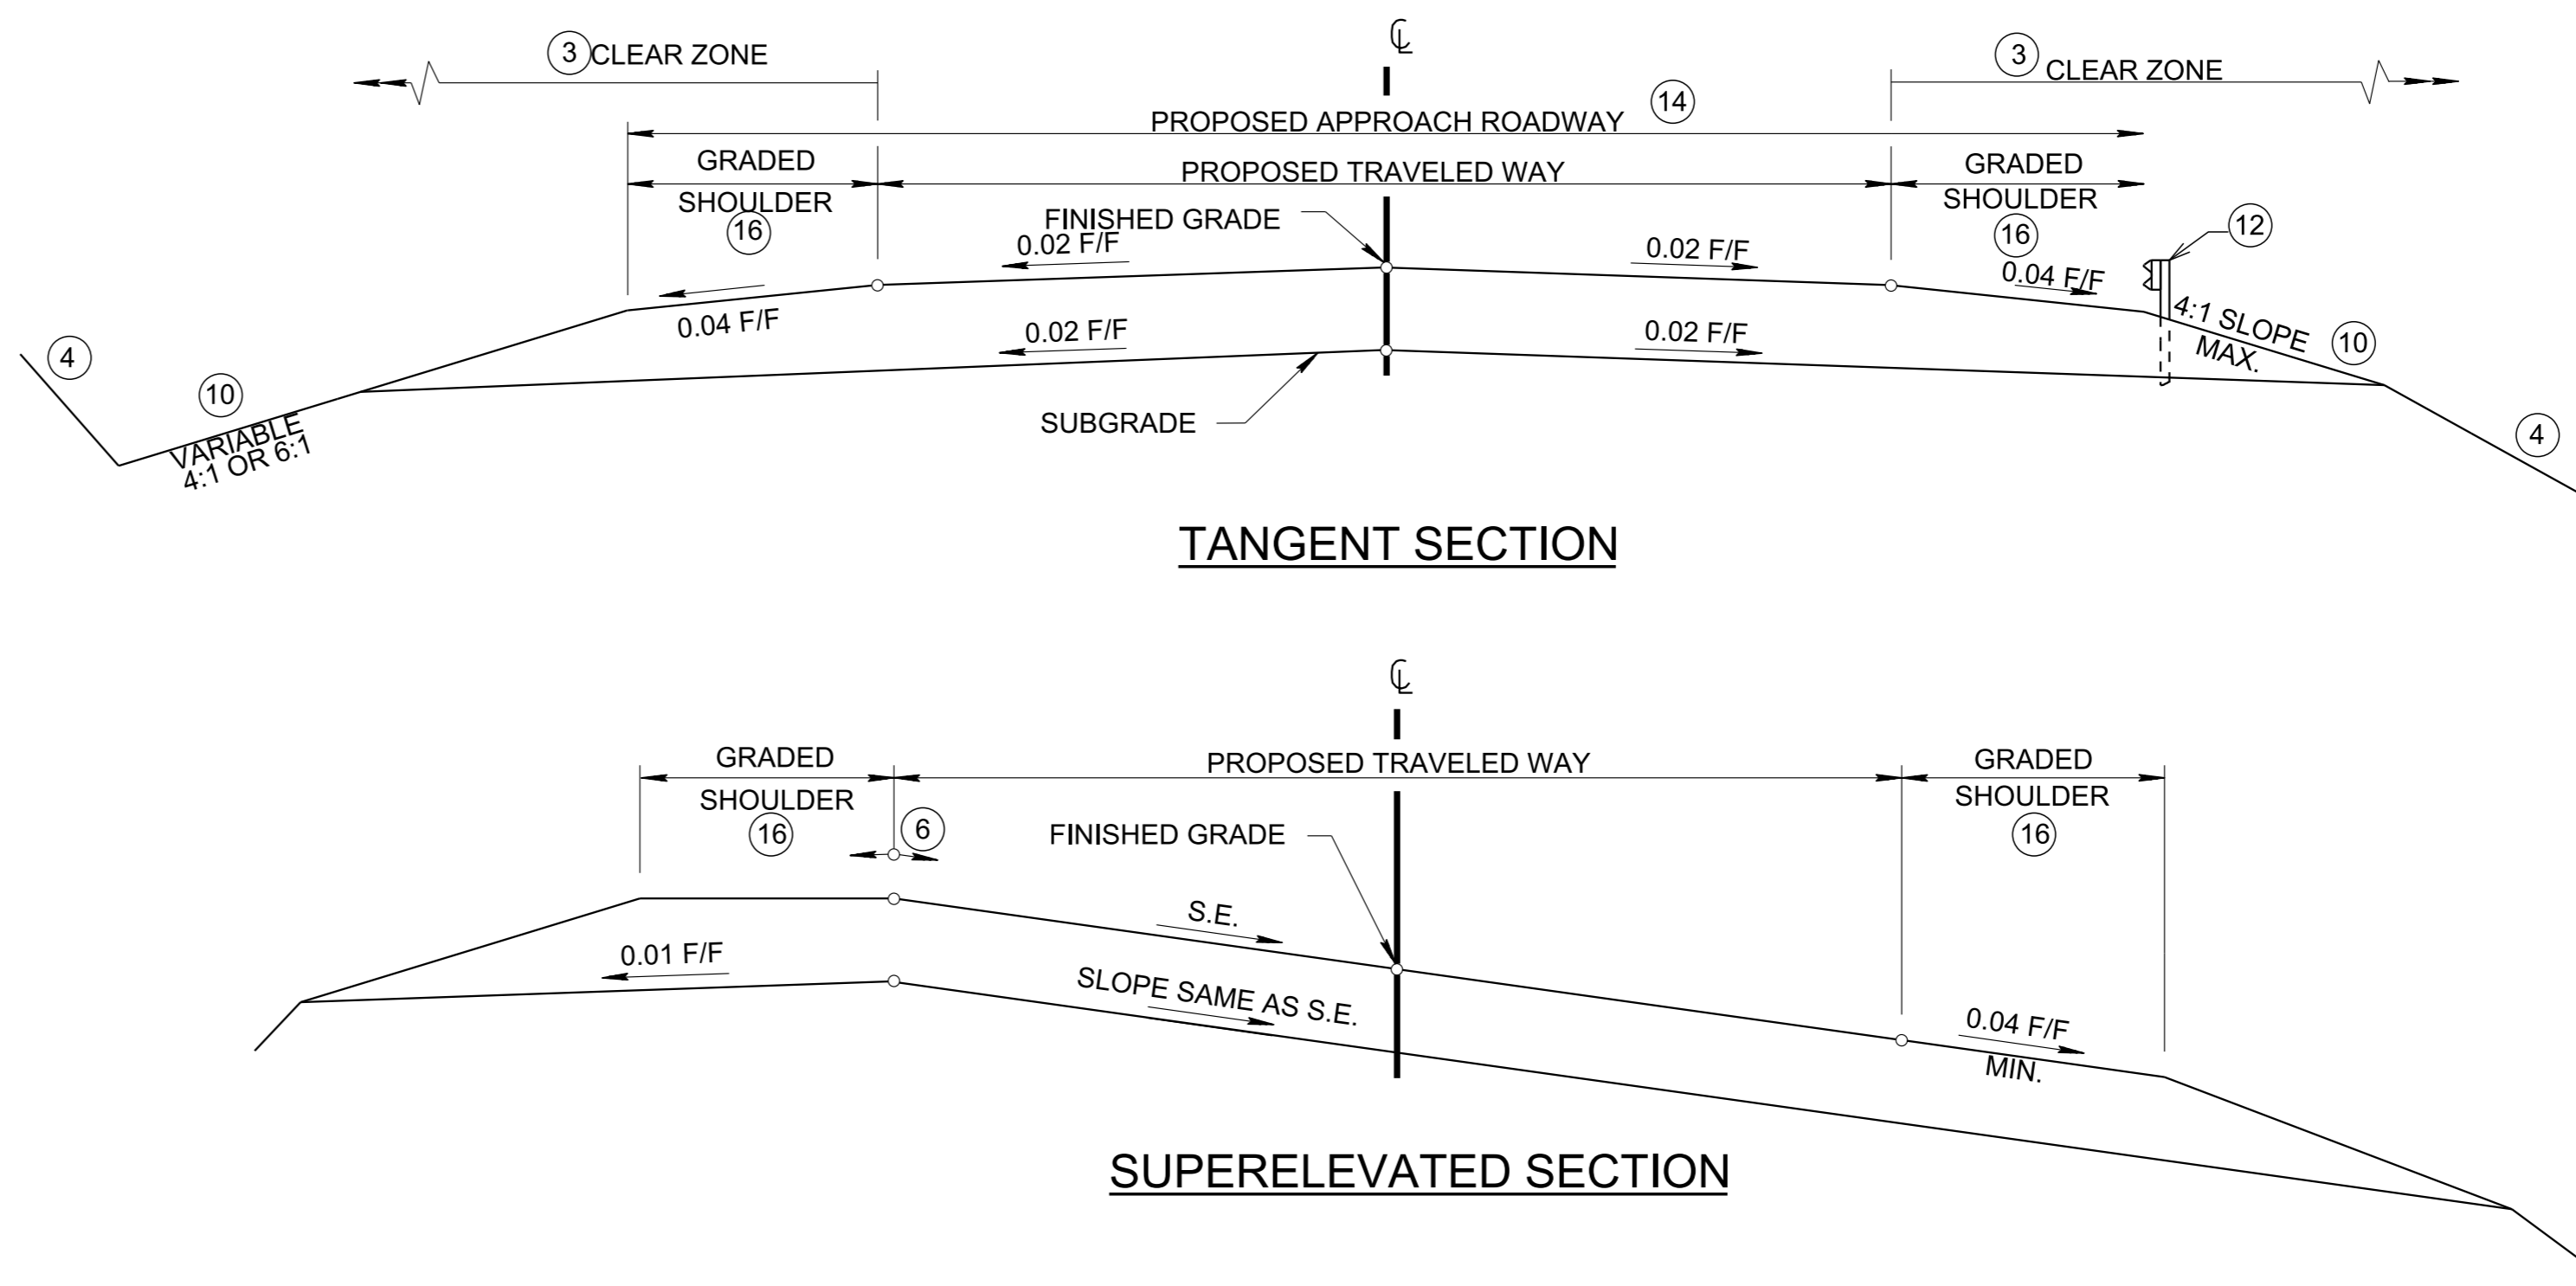 ℄
3 CLEAR ZONE
3 CLEAR ZONE
PROPOSED APPROACH ROADWAY 14
GRADED
SHOULDER
16
PROPOSED TRAVELED WAY
GRADED
SHOULDER
16
12
FINISHED GRADE
0.02 F/F
0.02 F/F
0.04 F/F
0.04 F/F
4:1 SLOPE
MAX.
10
4
0.02 F/F
0.02 F/F
10
VARIABLE
4:1 OR 6:1
SUBGRADE
4
TANGENT SECTION
℄
GRADED
SHOULDER
16
6
PROPOSED TRAVELED WAY
GRADED
SHOULDER
16
FINISHED GRADE
S.E.
0.01 F/F
SLOPE SAME AS S.E.
0.04 F/F
MIN.
SUPERELEVATED SECTION